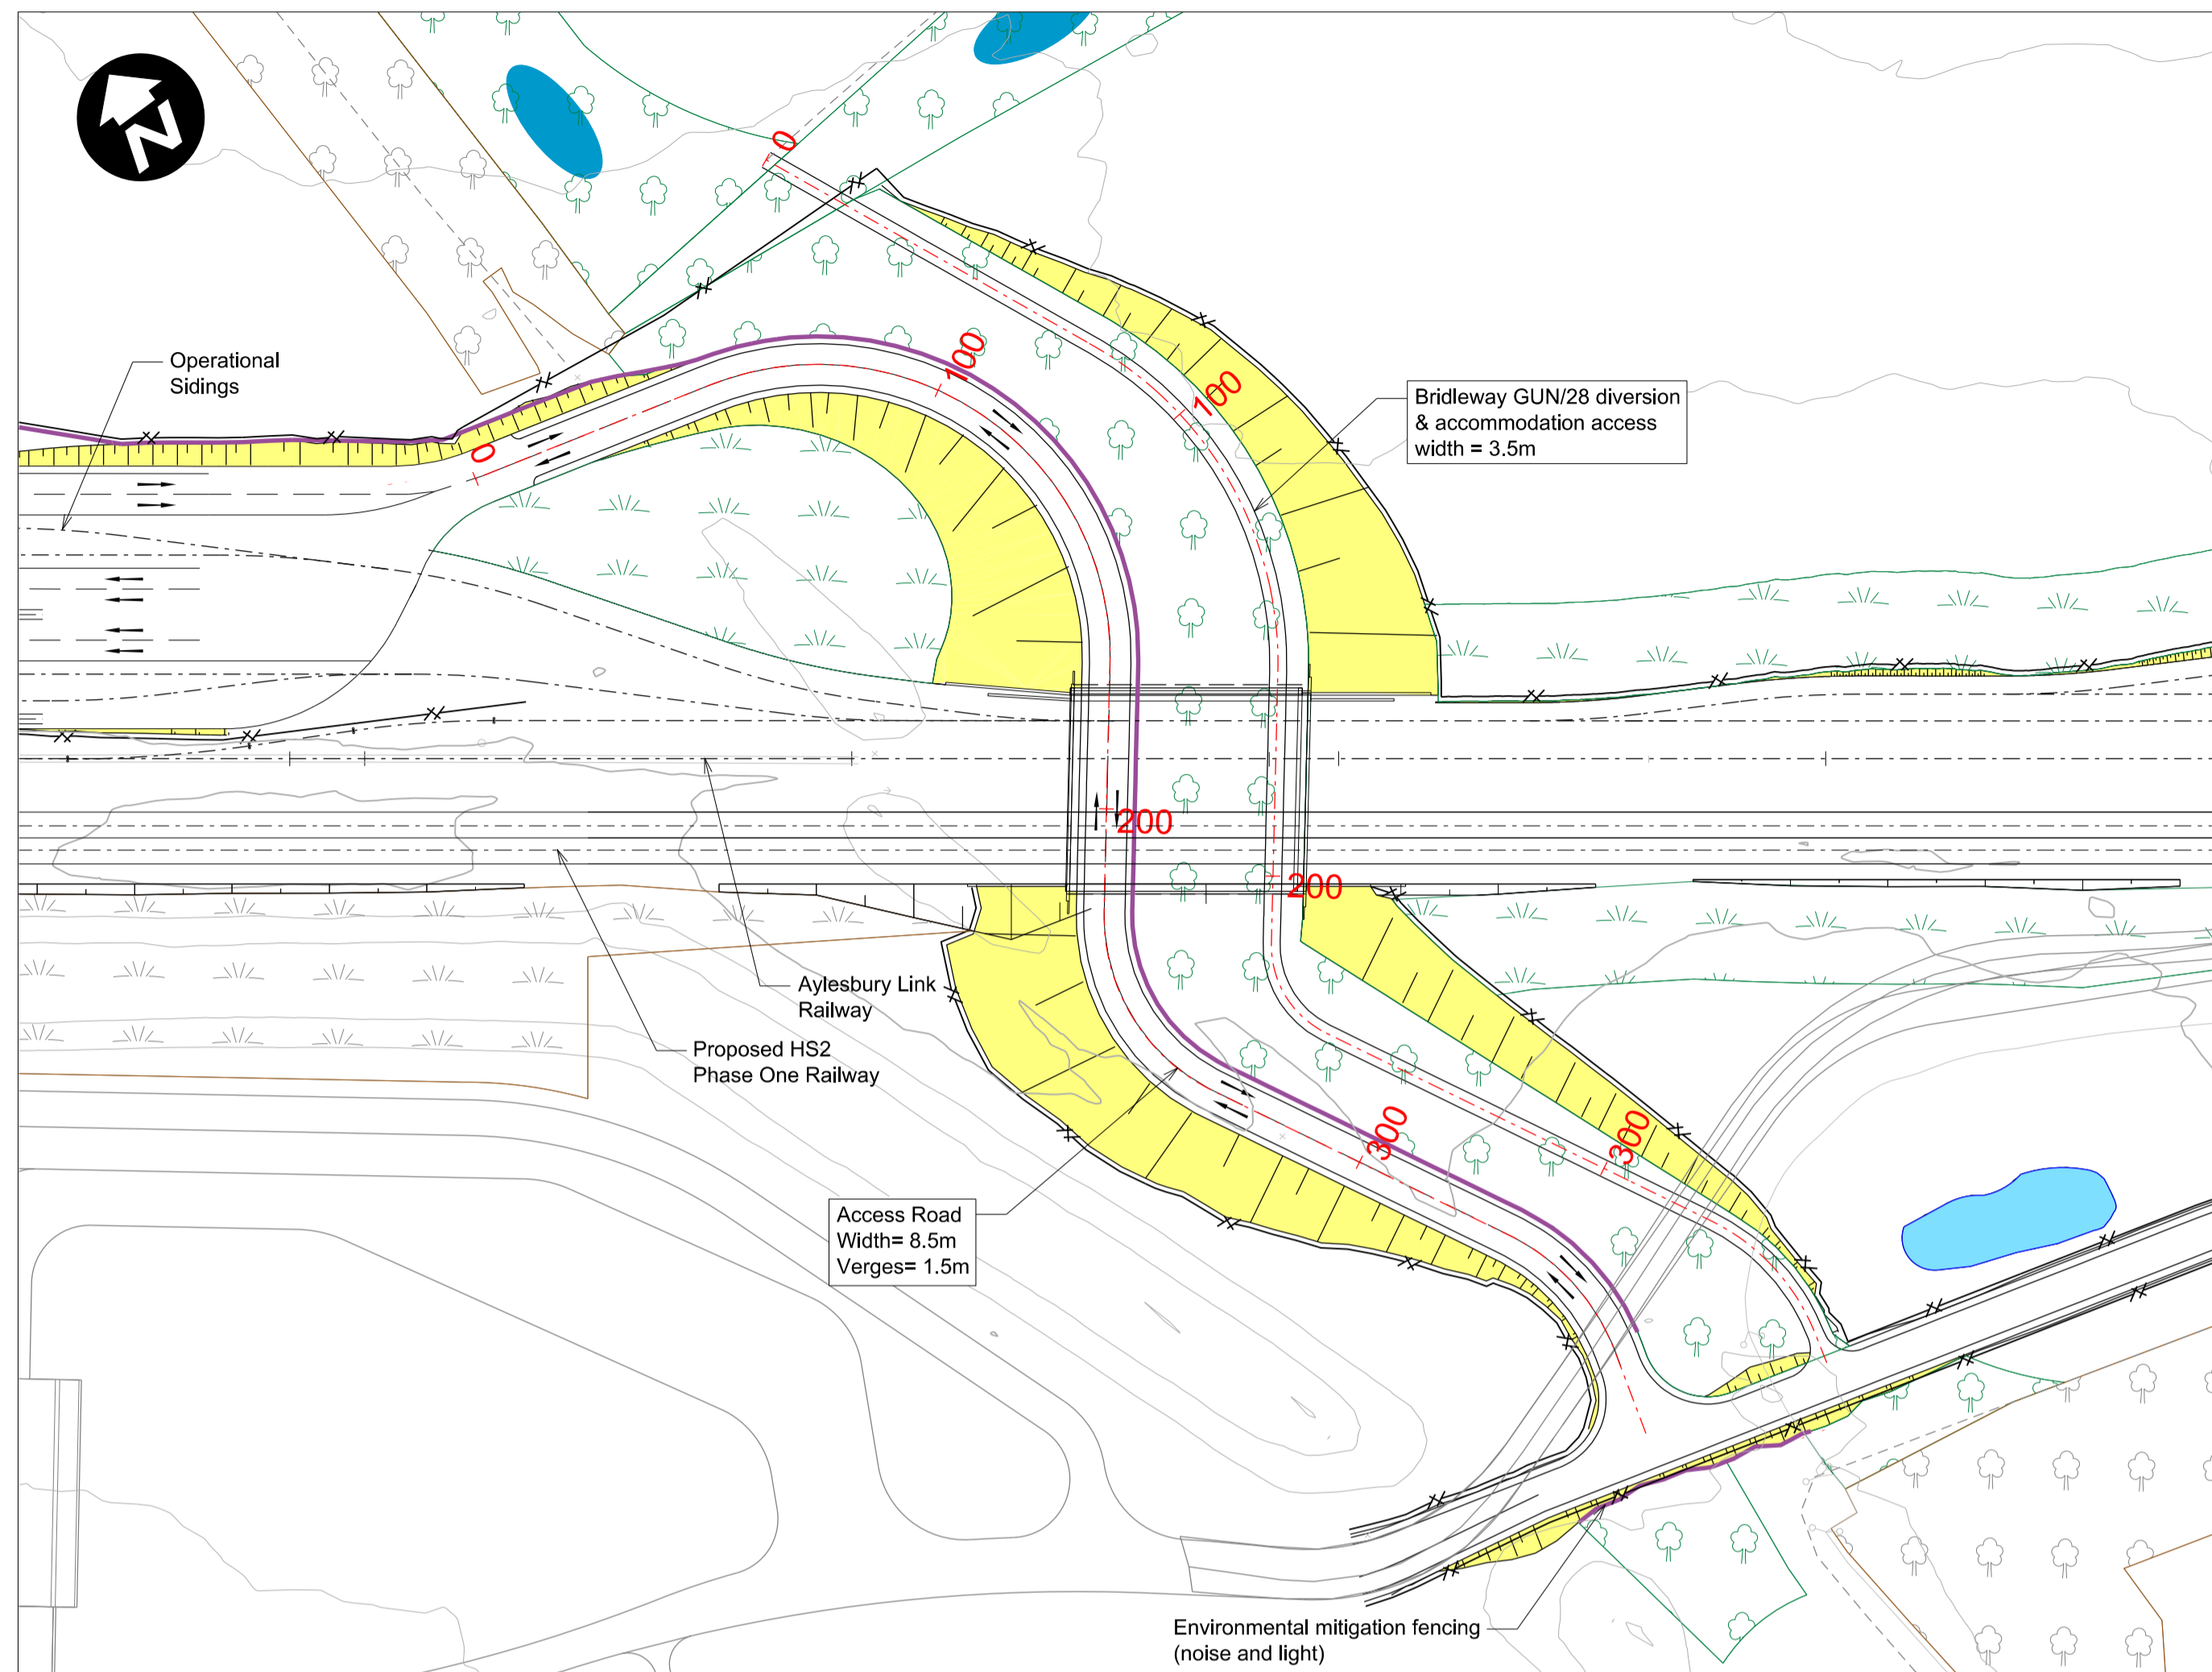 N
0
100
Operational
Sidings
0
100
Bridleway GUN/28 diversion
& accommodation access
width = 3.5m
200
200
Aylesbury Link
Railway
Proposed HS2
Phase One Railway
300
300
Access Road
Width= 8.5m
Verges= 1.5m
Environmental mitigation fencing
(noise and light)